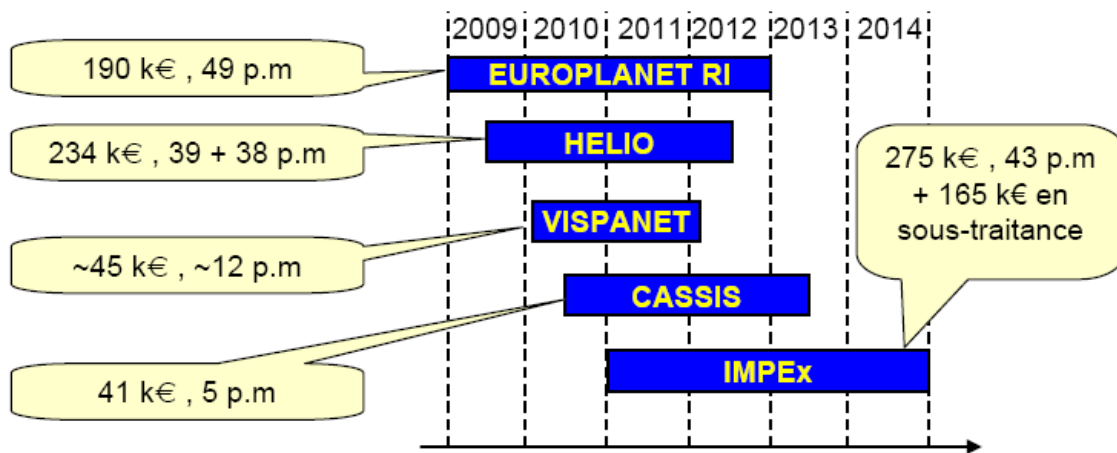 2009 2010 2011 2012 2013 2014
190 k€ , 49 p.m
EUROPLANET RI
234 k€ , 39 + 38 p.m
HELIO
275 k€ , 43 p.m
+ 165 k€ en
sous-traitance
~45 k€ , ~12 p.m
VISPANET
CASSIS
41 k€ , 5 p.m
IMPEx